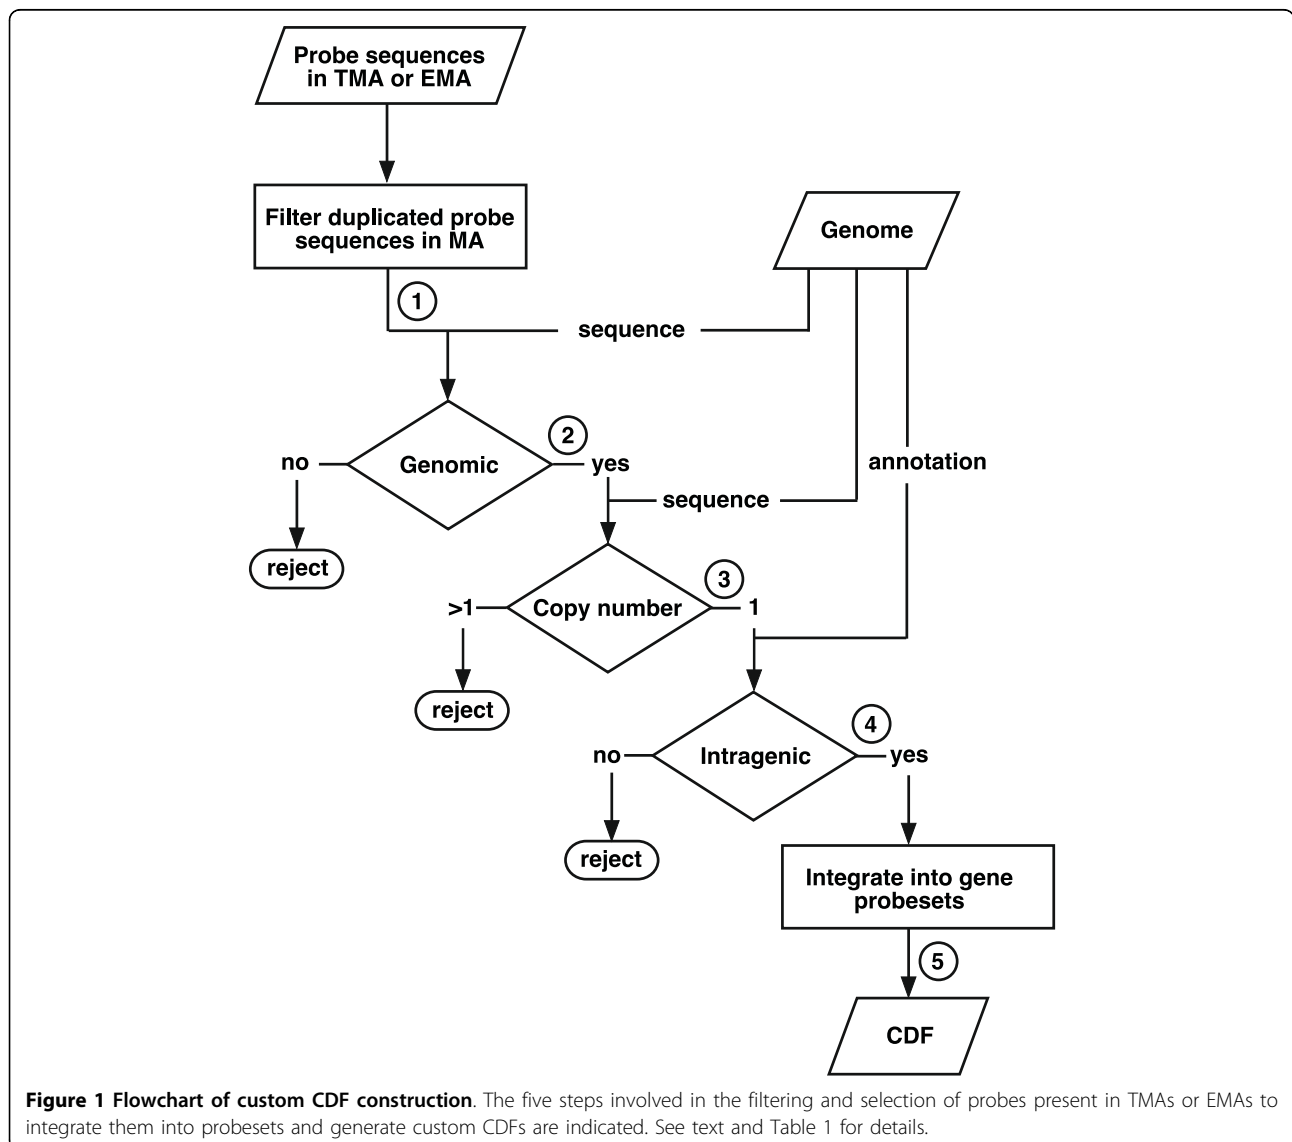 Probe sequences
in TMA or EMA
Filter duplicated probe
sequences in MA
Genome
1
sequence
2
no
Genomic
yes
annotation
sequence
reject
3
>1
Copy number
1
reject
4
no
Intragenic
yes
reject
Integrate into gene
probesets
5
CDF
Figure 1 Flowchart of custom CDF construction. The five steps involved in the filtering and selection of probes present in TMAs or EMAs to
integrate them into probesets and generate custom CDFs are indicated. See text and Table 1 for details.